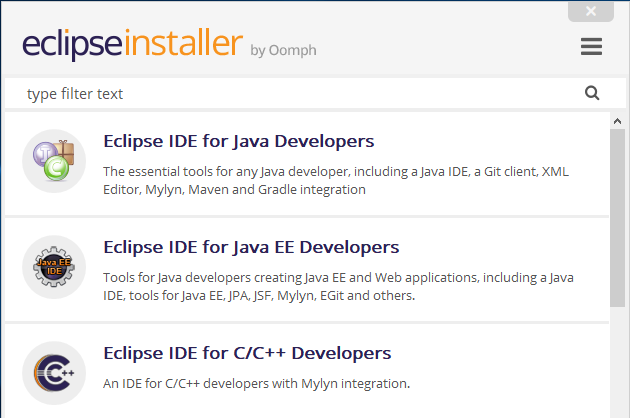 eclipseinstaller by Oomph
type filter text
Eclipse IDE for Java Developers
The essential tools for any Java developer, including a Java IDE, a Git client, XML
Editor, Mylyn, Maven and Gradle integration
Java EE
IDE
Eclipse IDE for Java EE Developers
Tools for Java developers creating Java EE and Web applications, including a Java
IDE, tools for Java EE, JPA, JSF, Mylyn, EGit and others.
C++
Eclipse IDE for C/C++ Developers
An IDE for C/C++ developers with Mylyn integration.